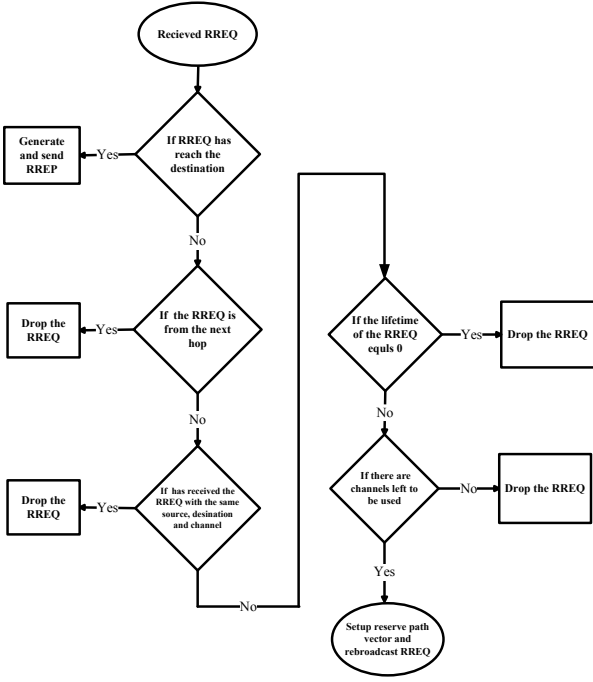 Recieved RREQ
If RREQ has
reach the
destination
Yes
Generate
and send
RREP
No
If the RREQ is
from the next
hop
Yes
Drop the
RREQ
No
If has received the
RREQ with the same
source, desination
and channel
Yes
Drop the
RREQ
No
If the lifetime
of the RREQ
equls 0
Yes
Drop the RREQ
No
If there are
channels left to
be used
No
Drop the RREQ
Yes
Setup reserve path
vector and
rebroadcast RREQ